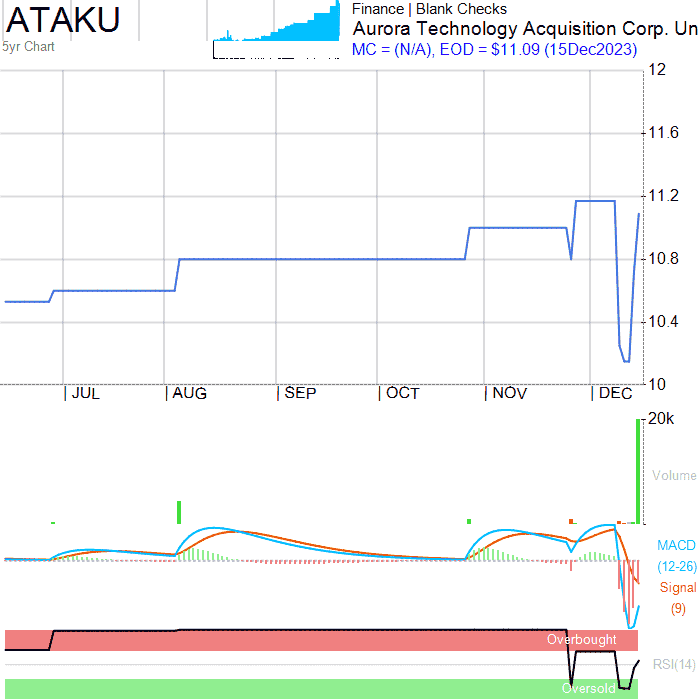 ATAKU
5yr Chart
Finance | Blank Checks
Aurora Technology Acquisition Corp. Un
MC = (N/A), EOD = $11.09 (15Dec2023)
12
11.6
11.2
10.8
10.4
10
JUL
AUG
SEP
OCT
NOV
DEC
20k
Volume
MACD
(12-26)
Signal
(9)
Overbought
RSI(14)
Oversold